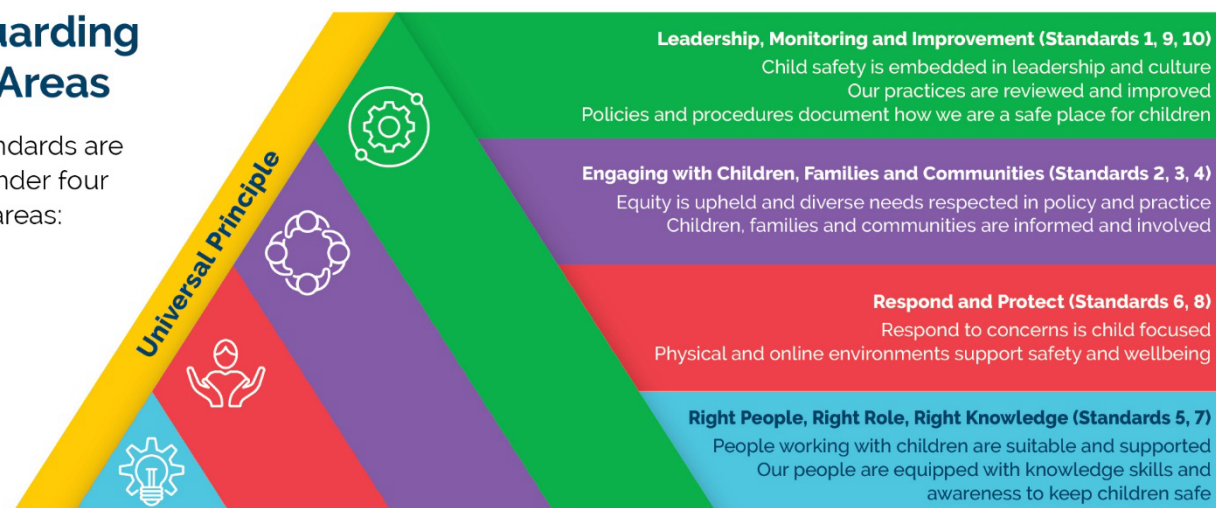 Areas
are
four
areas:
Universal Principle
Leadership, Monitoring and Improvement (Standards 1, 9, 10)
Child safety is embedded in leadership and culture
Our practices are reviewed and improved
Policies and procedures document how we are a safe place for children
Engaging with Children, Families and Communities (Standards 2, 3, 4)
Equity is upheld and diverse needs respected in policy and practice
Children, families and communities are informed and involved
Respond and Protect (Standards 6, 8)
Respond to concerns is child focused
Physical and online environments support safety and wellbeing
Right People, Right Role, Right Knowledge (Standards 5, 7)
People working with children are suitable and supported
Our people are equipped with knowledge skills and
awareness to keep children safe